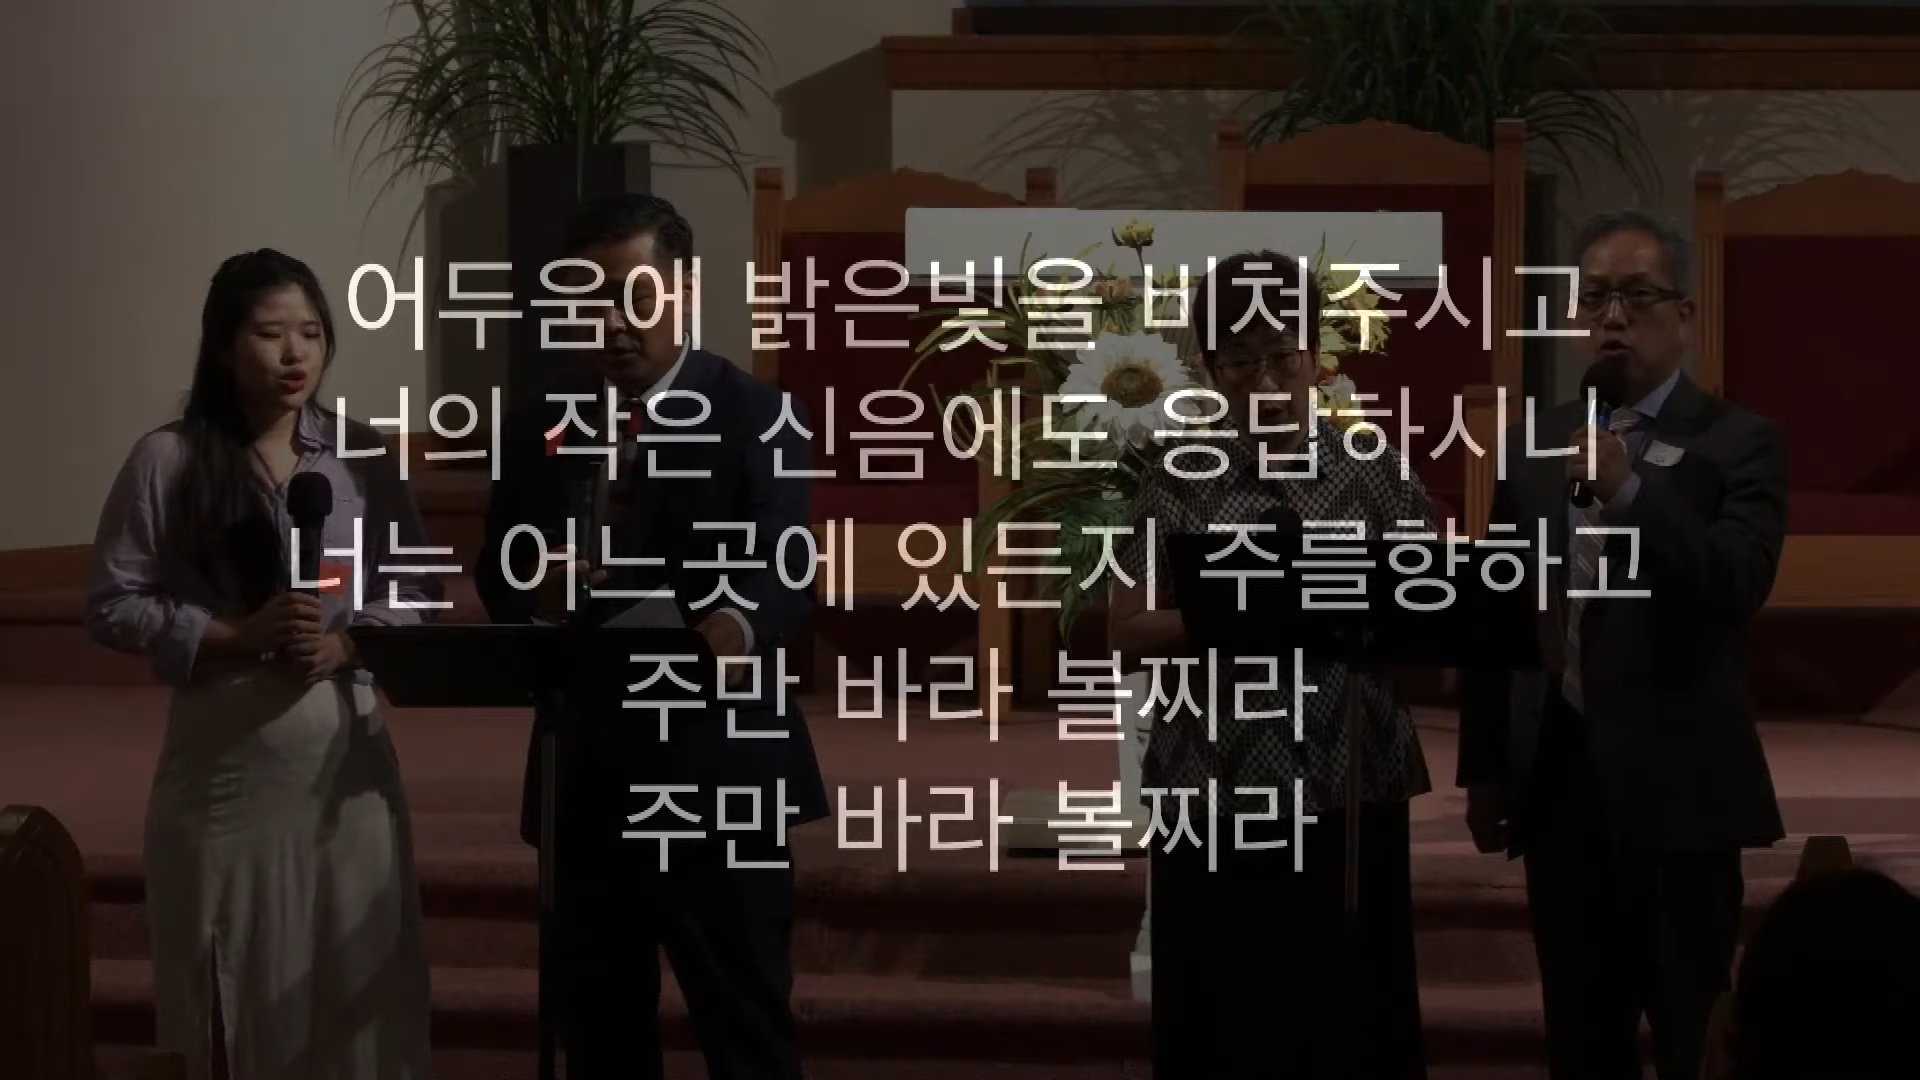 어두움에 밝은빛을 비쳐주시고
너의 작은 신음에도 응답하시니
너는 어느곳에 있든지 주를향하고
주만 바라 볼찌라
주만 바라 볼찌라